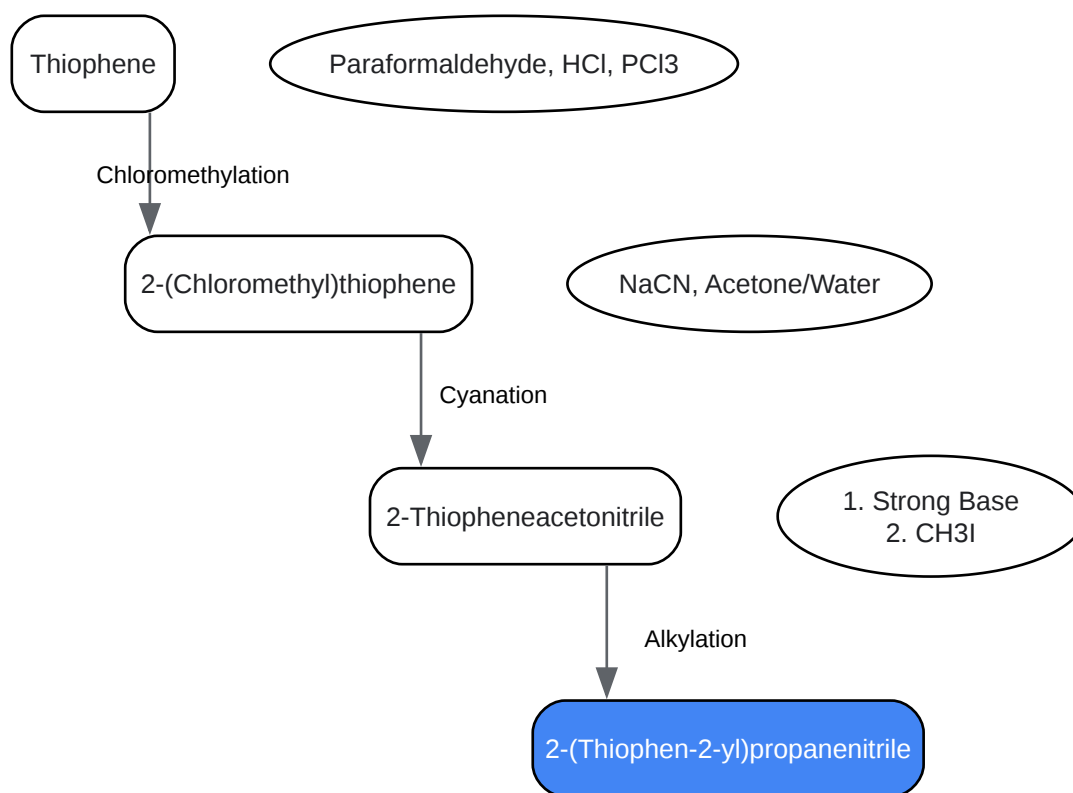 Thiophene
Paraformaldehyde, HCl, PCl3
Chloromethylation
2-(Chloromethyl)thiophene
NaCN, Acetone/Water
Cyanation
2-Thiopheneacetonitrile
1. Strong Base
2. CH3I
Alkylation
2-(Thiophen-2-yl)propanenitrile